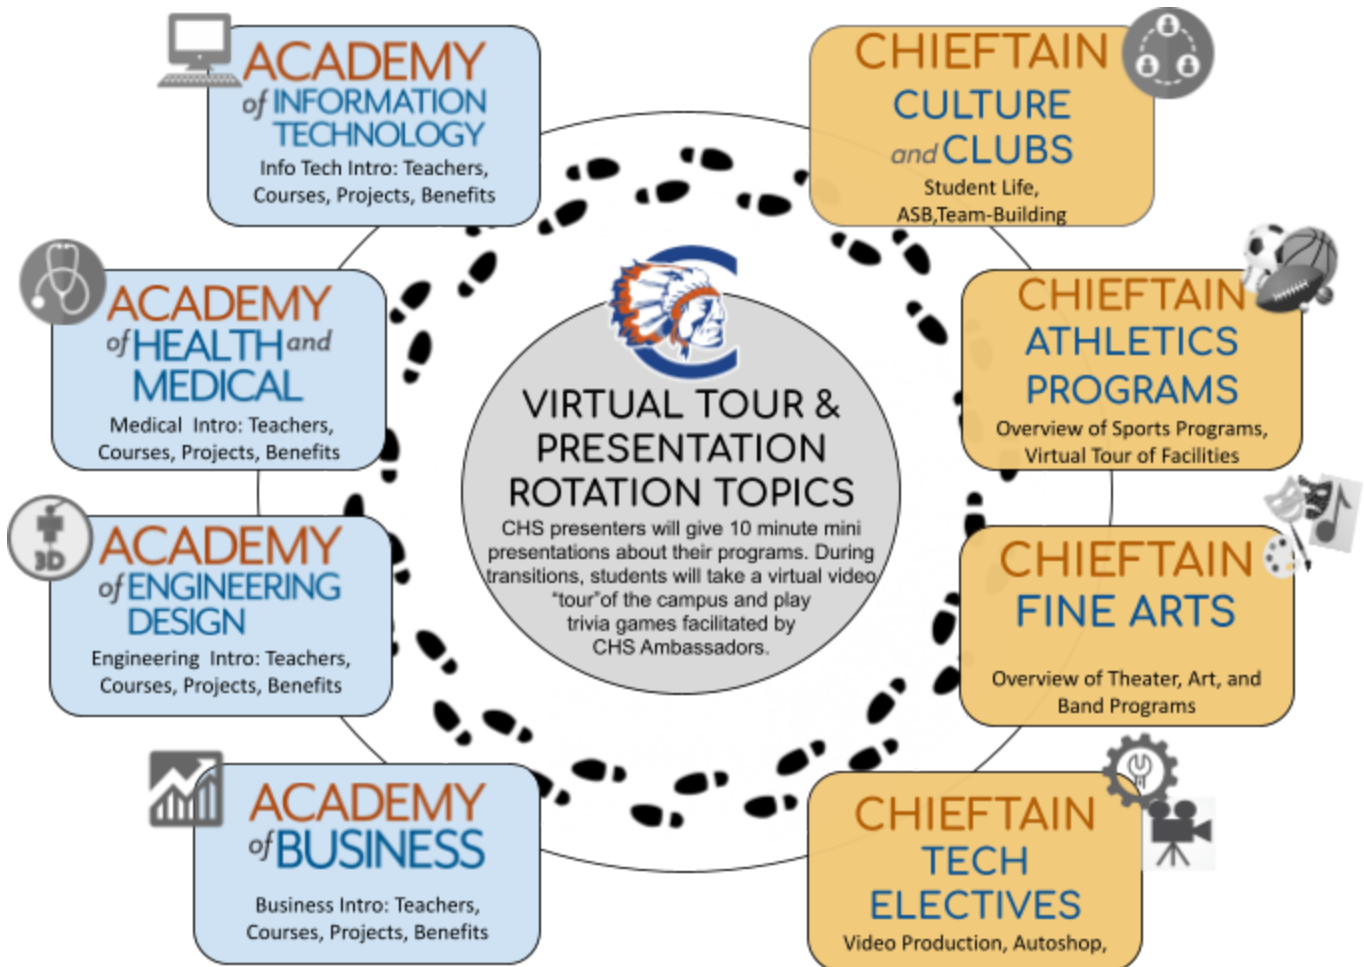 ACADEMY
of INFORMATION
TECHNOLOGY
Info Tech Intro: Teachers,
Courses, Projects, Benefits
ACADEMY
of HEALTH and
MEDICAL
Medical Intro: Teachers,
Courses, Projects, Benefits
3D
ACADEMY
of ENGINEERING
DESIGN
Engineering Intro: Teachers,
Courses, Projects, Benefits
ACADEMY
of BUSINESS
Business Intro: Teachers,
Courses, Projects, Benefits
C
VIRTUAL TOUR &
PRESENTATION
ROTATION TOPICS
CHS presenters will give 10 minute mini
presentations about their programs. During
transitions, students will take a virtual video
“tour”of the campus and play
trivia games facilitated by
CHS Ambassadors.
CHIEFTAIN
CULTURE
and CLUBS
Student Life,
ASB,Team-Building
CHIEFTAIN
ATHLETICS
PROGRAMS
Overview of Sports Programs,
Virtual Tour of Facilities
CHIEFTAIN
FINE ARTS
Overview of Theater, Art, and
Band Programs
CHIEFTAIN
TECH
ELECTIVES
Video Production, Autoshop,